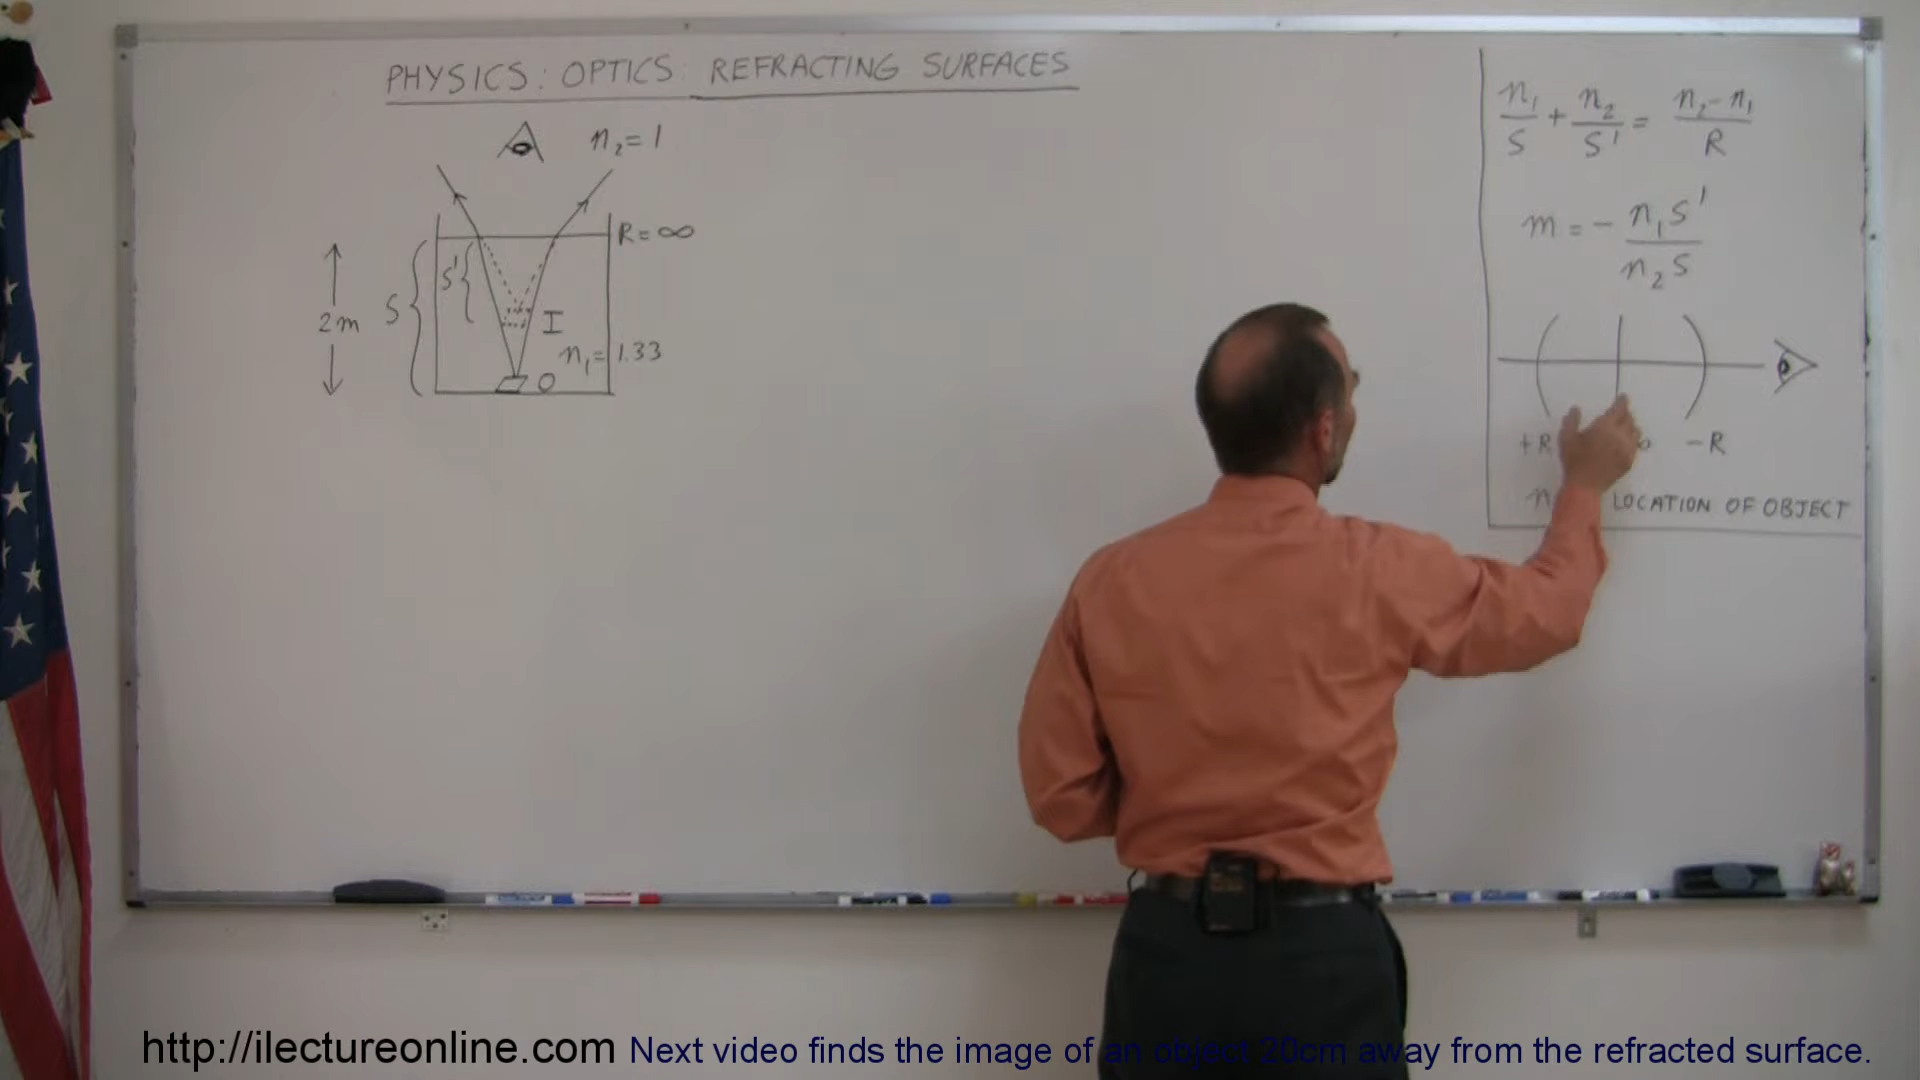 PHYSICS: OPTICS: REFRACTING SURFACES
n₂ = 1
R = ∞
S'
S
2m
I
n₁ = 1.33
O
n₁/S + n₂/S' = (n₂ - n₁)/R
m = - n₁S'/n₂S
+R -R
LOCATION OF OBJECT
http://ilectureonline.com Next video finds the image of an object 20cm away from the refracted surface.